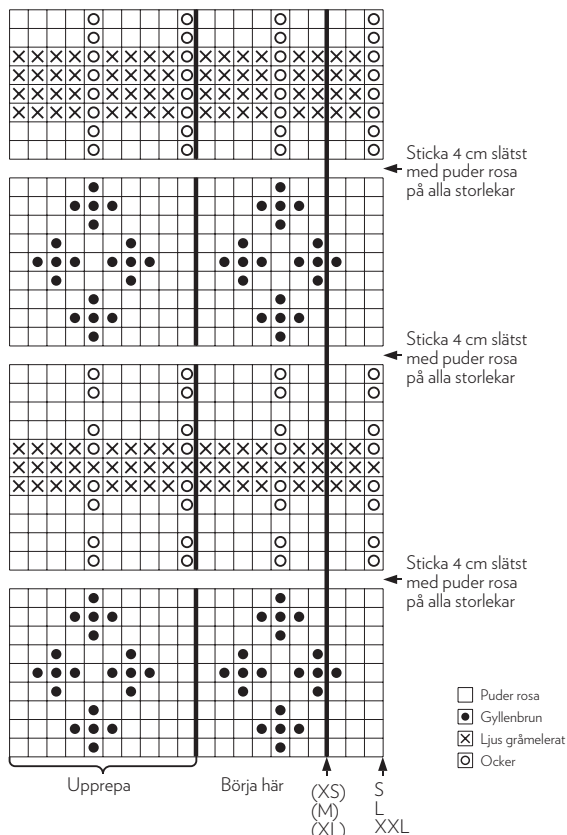 Sticka 4 cm slätst
med puder rosa
på alla storlekar
Sticka 4 cm slätst
med puder rosa
på alla storlekar
Sticka 4 cm slätst
med puder rosa
på alla storlekar
Puder rosa
Gyllenbrun
Ljus gråmelerat
Ocker
Upprepa
Börja här
(XS)
(M)
(XL)
S
L
XXL